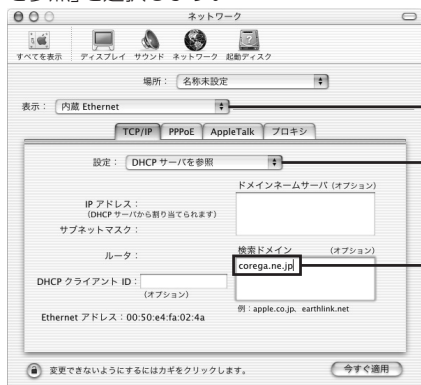 ネットワーク
すべてを表示 ディスプレイ サウンド ネットワーク 起動ディスク
場所： 名称未設定
表示： 内蔵 Ethernet
TCP/IP PPPoE AppleTalk プロキシ
設定： DHCP サーバを参照
ドメインネームサーバ (オプション)
IP アドレス：
(DHCP サーバから割り当てられます)
サブネットマスク：
ルータ：
検索ドメイン (オプション)
corega.ne.jp
DHCP クライアント ID：
(オプション)
例：apple.co.jp、earthlink.net
Ethernet アドレス：00:50:e4:fa:02:4a
変更できないようにするにはカギをクリックします。
今すぐ適用